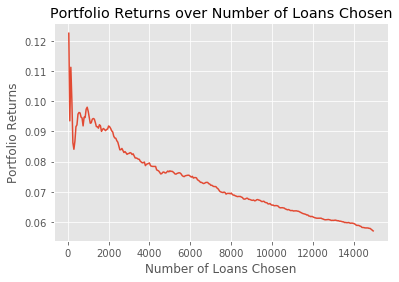 Portfolio Returns over Number of Loans Chosen
0.12
0.11
0.10
0.09
0.08
0.07
0.06
Portfolio Returns
0 2000 4000 6000 8000 10000 12000 14000
Number of Loans Chosen